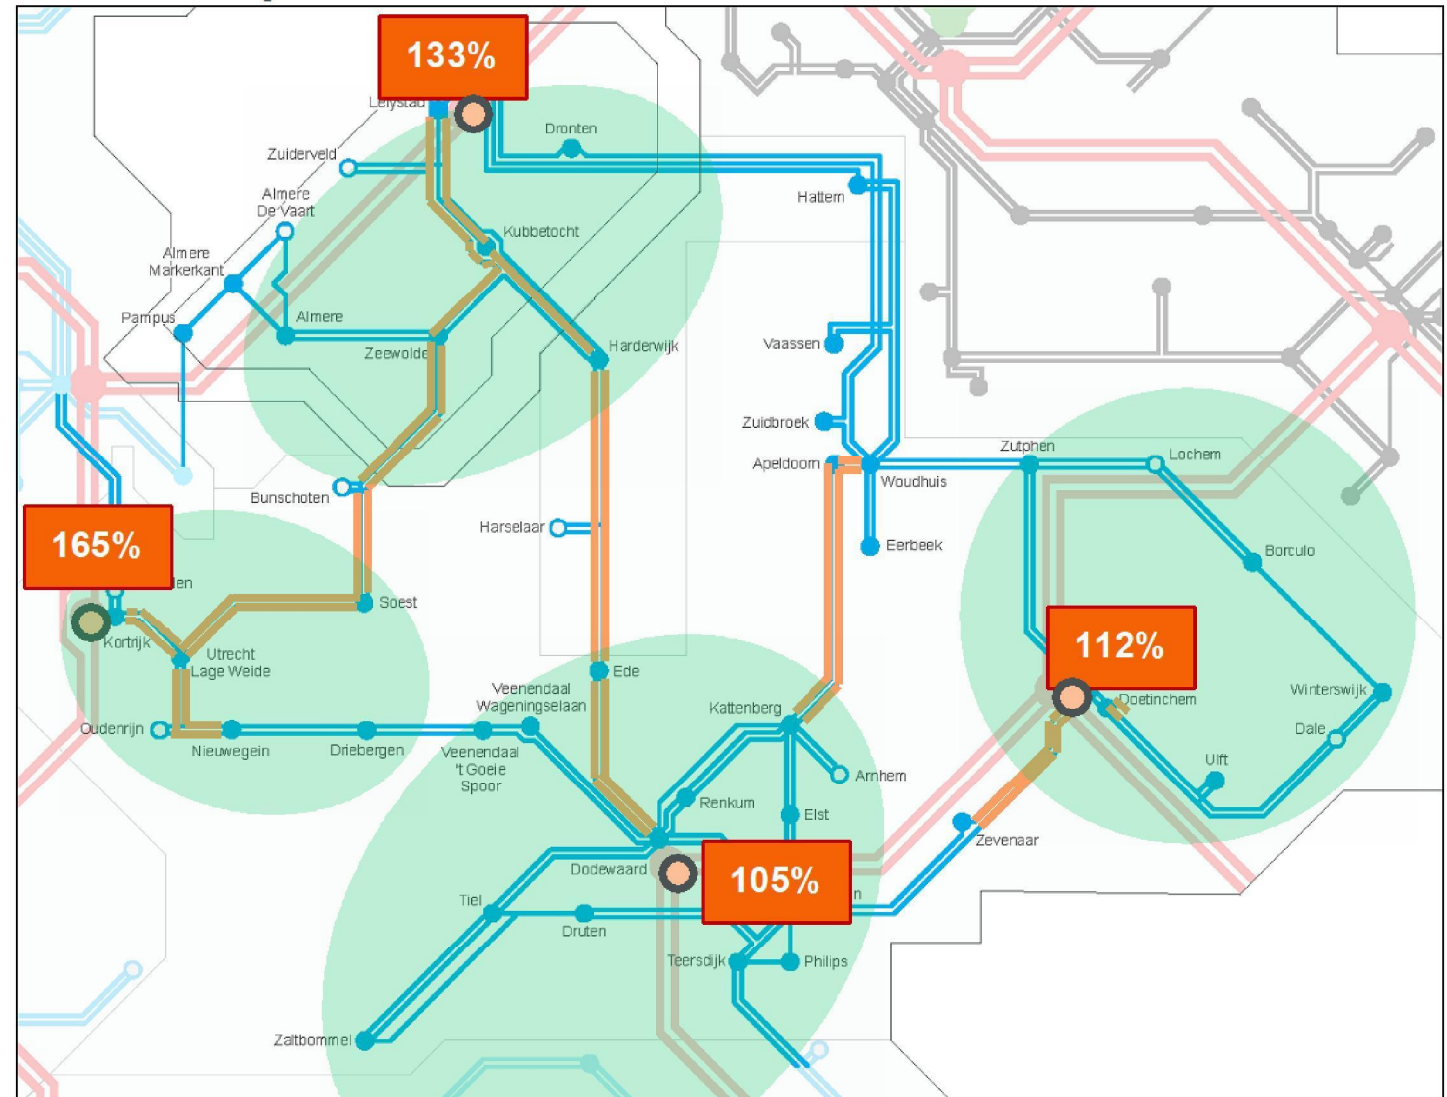 133%
Lelystad
Dronten
Zuiderveld
Hattem
Almere
De Vaart
Kubbetocht
Almere
Markerkant
Pampus
Almere
Zeewolde
Harderwijk
Vaassen
Zuidbroek
Zutphen
Lochem
Apeldoorn
Woudhuis
Bunschoten
Harselaar
Eerbeek
Borculo
165%
Soest
Kortrijk
Utrecht
Lage Weide
112%
Ede
Veenendaal
Wageningselaan
Kattenberg
Doetinchem
Winterswijk
Dale
Oudenrijn
Nieuwegein
Driebergen
Veenendaal
't Goeie
Spoor
Arnhem
Ulft
Renkum
Elst
Zevenaar
Dodewaard
105%
Tiel
Druten
Teersdijk
Philips
Zaltbommel